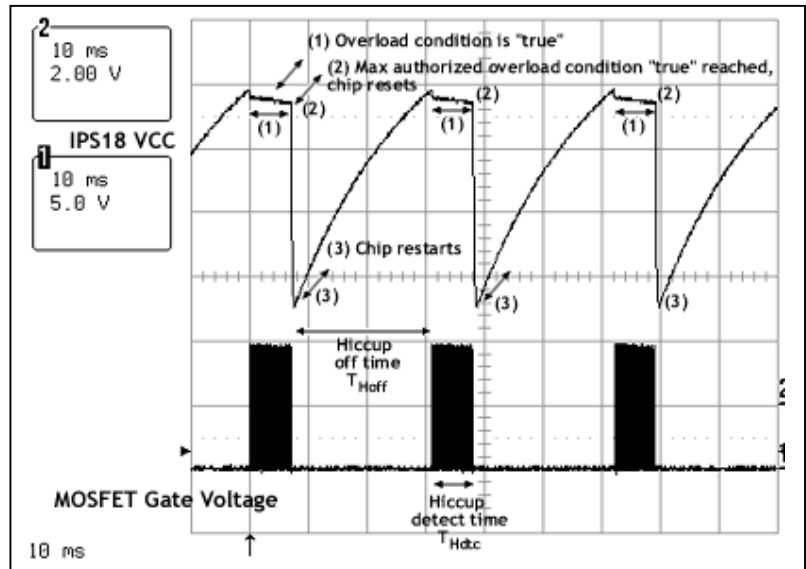 2
10 ms
2.00 V
(1) Overload condition is "true"
(2) Max authorized overload condition "true" reached,
chip resets
(2)
(2)
(2)
(1)
(1)
(1)
IPS18 VCC
1
10 ms
5.0 V
(3) Chip restarts
(3)
(3)
(3)
Hiccup
off time
THoff
2
MOSFET Gate Voltage
Hiccup
detect time
THdtc
10 ms